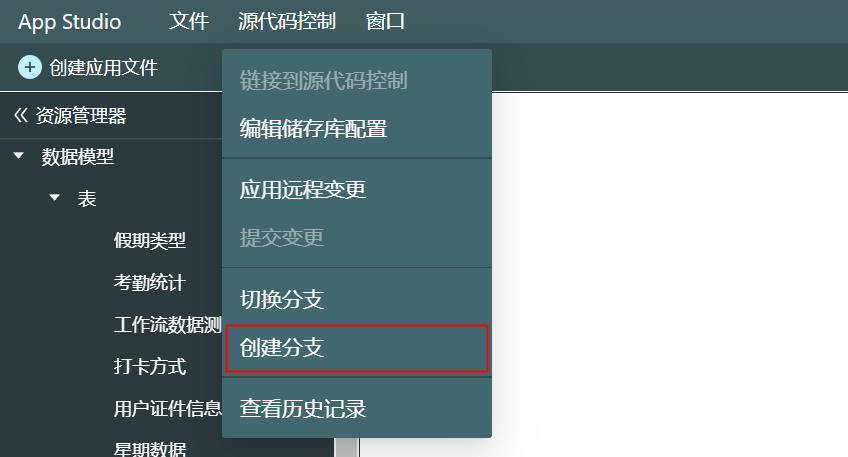 App Studio 文件 源代码控制 窗口
创建应用文件
资源管理器
数据模型
表
假期类型
考勤统计
工作流数据测
打卡方式
用户证件信息
星期数据
链接到源代码控制
编辑储存库配置
应用远程变更
提交变更
切换分支
创建分支
查看历史记录